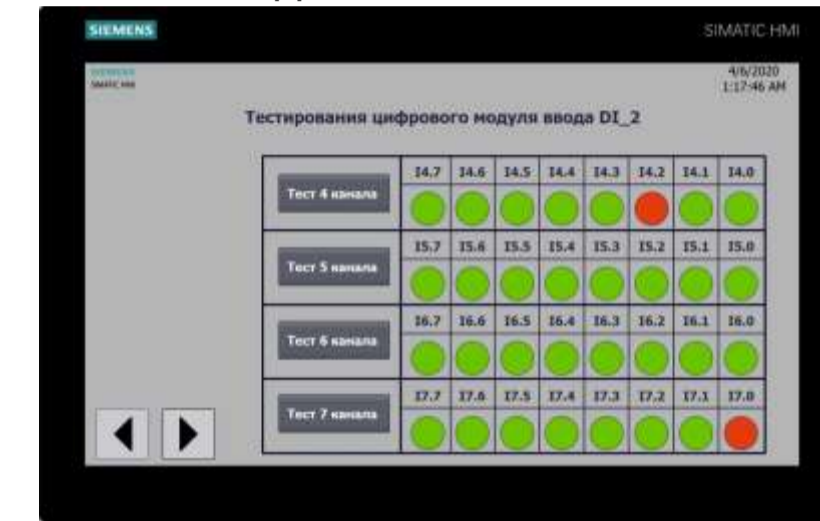 SIEMENS
SIMATIC HMI
SIEMENS
SIMATIC HMI
4/6/2020
1:17:46 AM
Тестирования цифрового модуля ввода DI_2
Тест 4 канала
I4.7 I4.6 I4.5 I4.4 I4.3 I4.2 I4.1 I4.0
Тест 5 канала
I5.7 I5.6 I5.5 I5.4 I5.3 I5.2 I5.1 I5.0
Тест 6 канала
I6.7 I6.6 I6.5 I6.4 I6.3 I6.2 I6.1 I6.0
Тест 7 канала
I7.7 I7.6 I7.5 I7.4 I7.3 I7.2 I7.1 I7.0